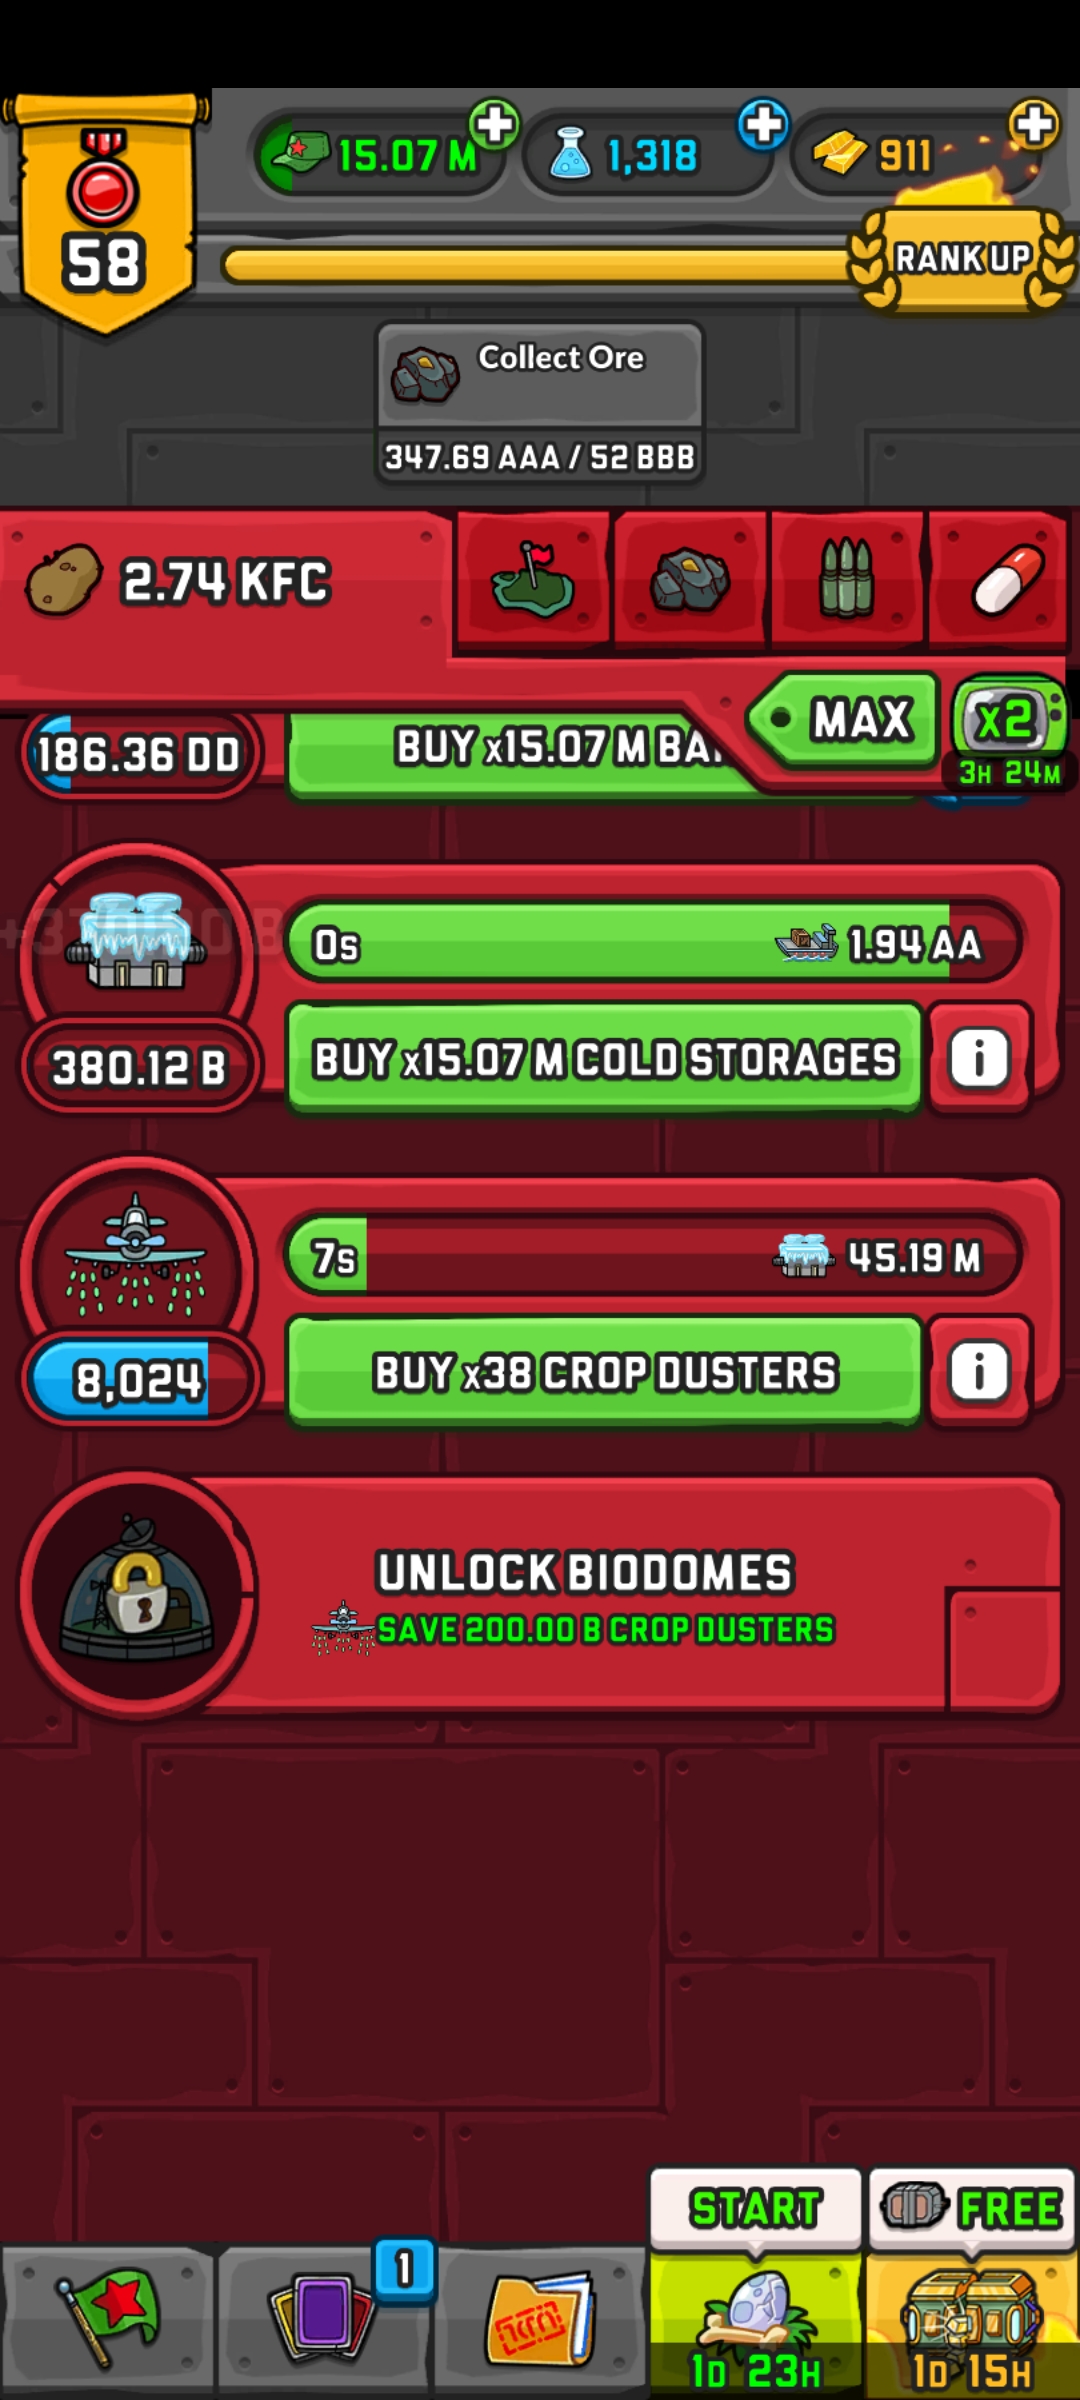 15.07 M
1,318
911
58
RANK UP
Collect Ore
347.69 AAA / 52 BBB
2.74 KFC
MAX
x2
3H 24M
186.36 DD
BUY x15.07 M
0s
1.94 AA
380.12 B
BUY x15.07 M COLD STORAGES
7s
45.19 M
8,024
BUY x38 CROP DUSTERS
UNLOCK BIODOMES
SAVE 200.00 B CROP DUSTERS
START
FREE
1
1D 23H
1D 15H